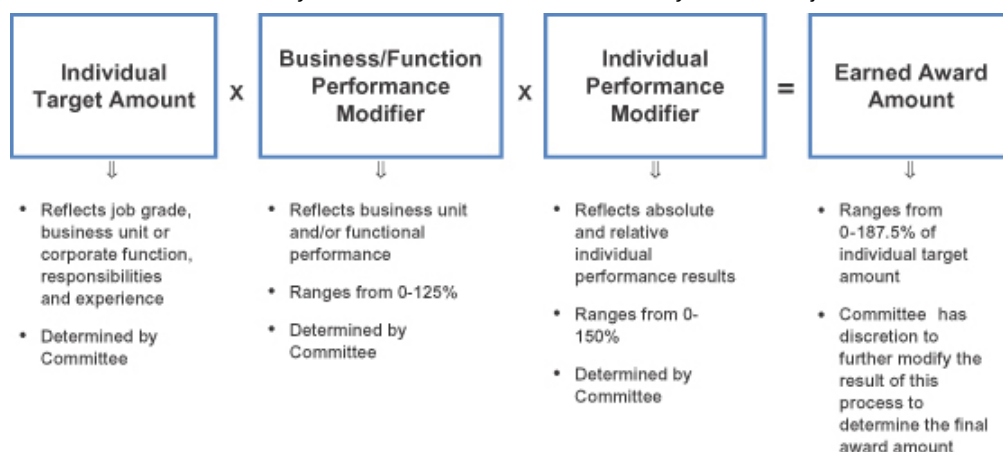 Individual
Target Amount
x
Business/Function
Performance
Modifier
x
Individual
Performance
Modifier
=
Earned Award
Amount
⇓
⇓
⇓
⇓
• Reflects job grade,
business unit or
corporate function,
responsibilities
and experience
• Determined by
Committee
• Reflects business unit
and/or functional
performance
• Ranges from 0-125%
• Determined by
Committee
• Reflects absolute
and relative
individual
performance results
• Ranges from 0-
150%
• Determined by
Committee
• Ranges from
0-187.5% of
individual target
amount
• Committee has
discretion to
further modify the
result of this
process to
determine the final
award amount